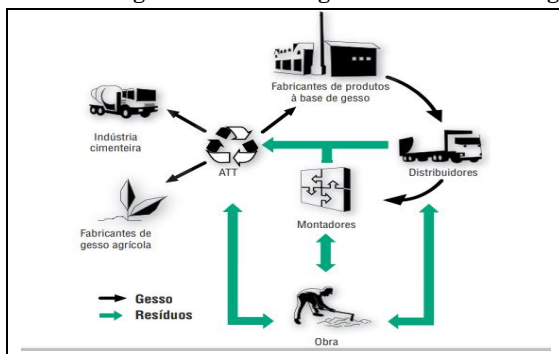 Fabricantes de produtos
à base de gesso
Indústria
cimenteira
ATT
Distribuidores
Fabricantes de
gesso agrícola
Montadores
Gesso
Resíduos
Obra